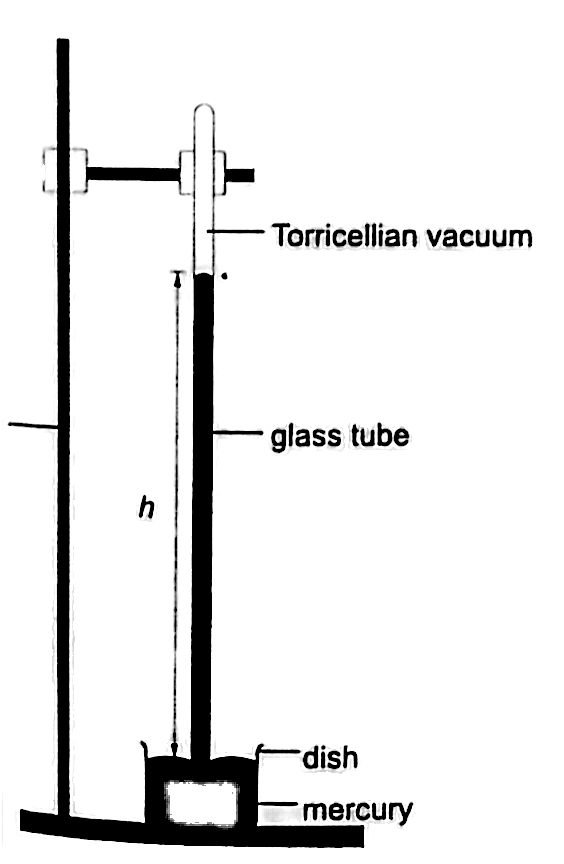 Torricellian vacuum
glass tube
h
dish
mercury